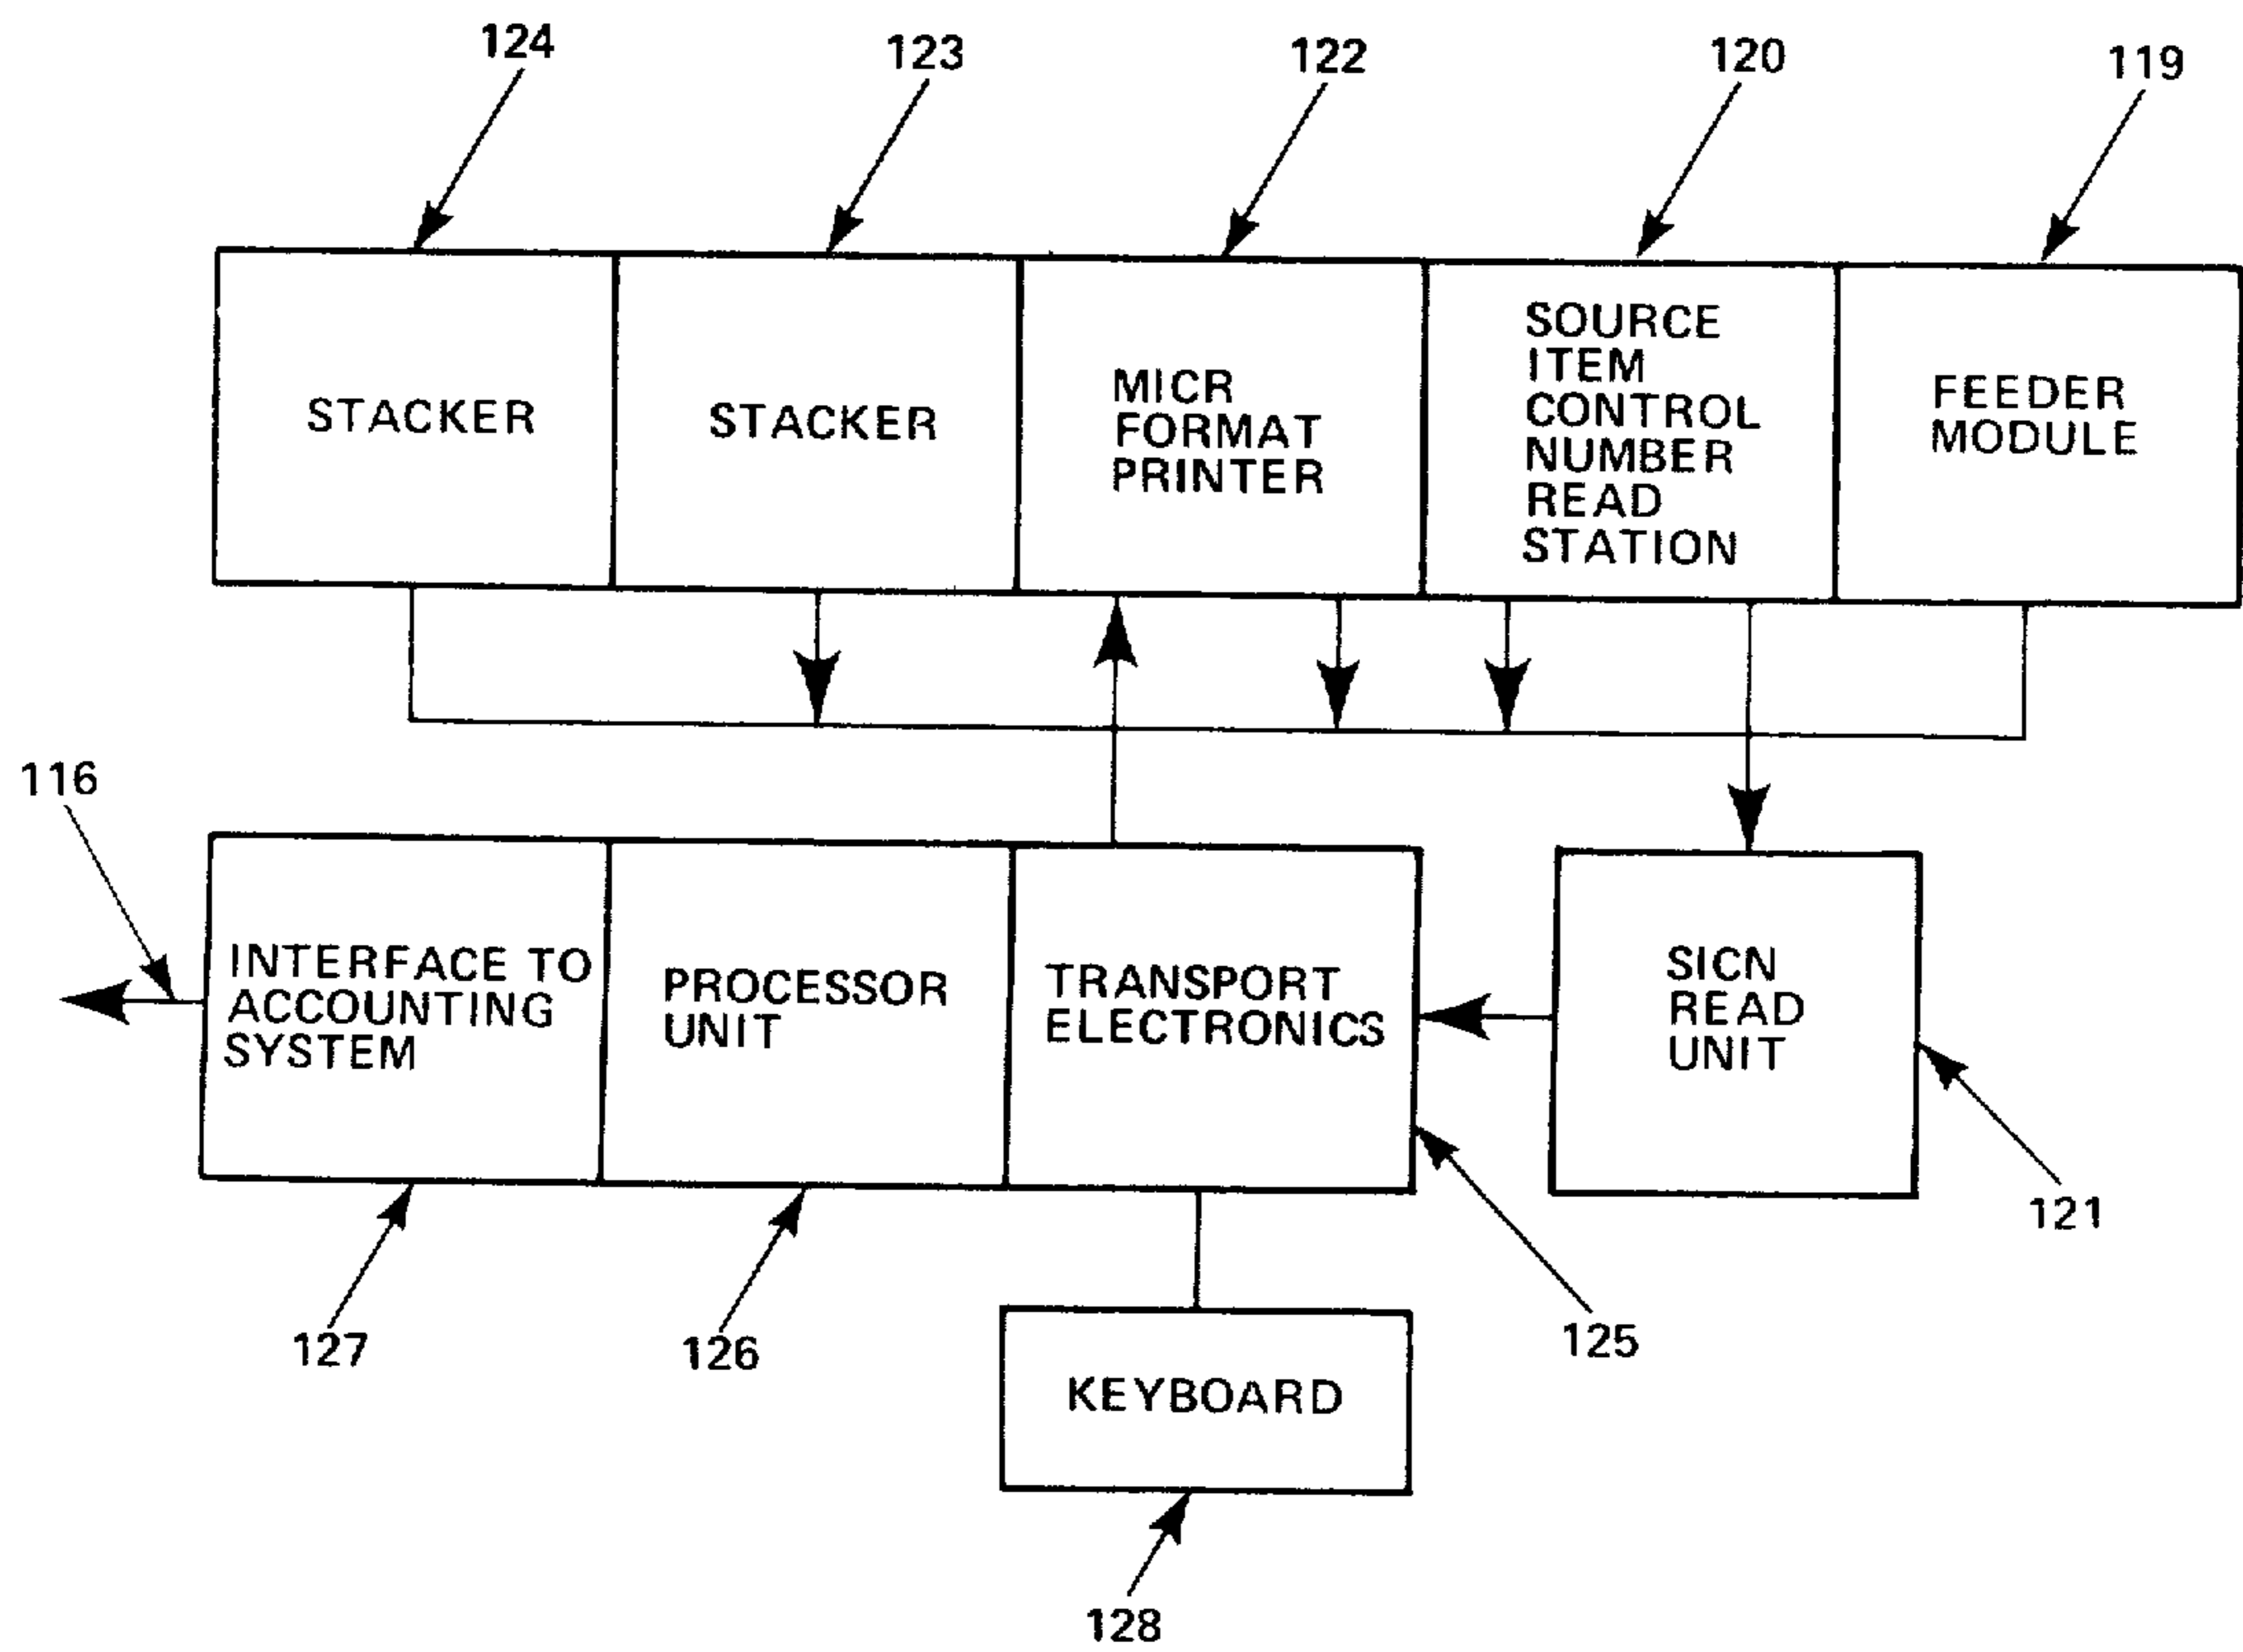 124
123
122
120
119
STACKER
STACKER
MICR
FORMAT
PRINTER
SOURCE
ITEM
CONTROL
NUMBER
READ
STATION
FEEDER
MODULE
116
INTERFACE TO
ACCOUNTING
SYSTEM
PROCESSOR
UNIT
TRANSPORT
ELECTRONICS
SICN
READ
UNIT
121
127
126
125
KEYBOARD
128